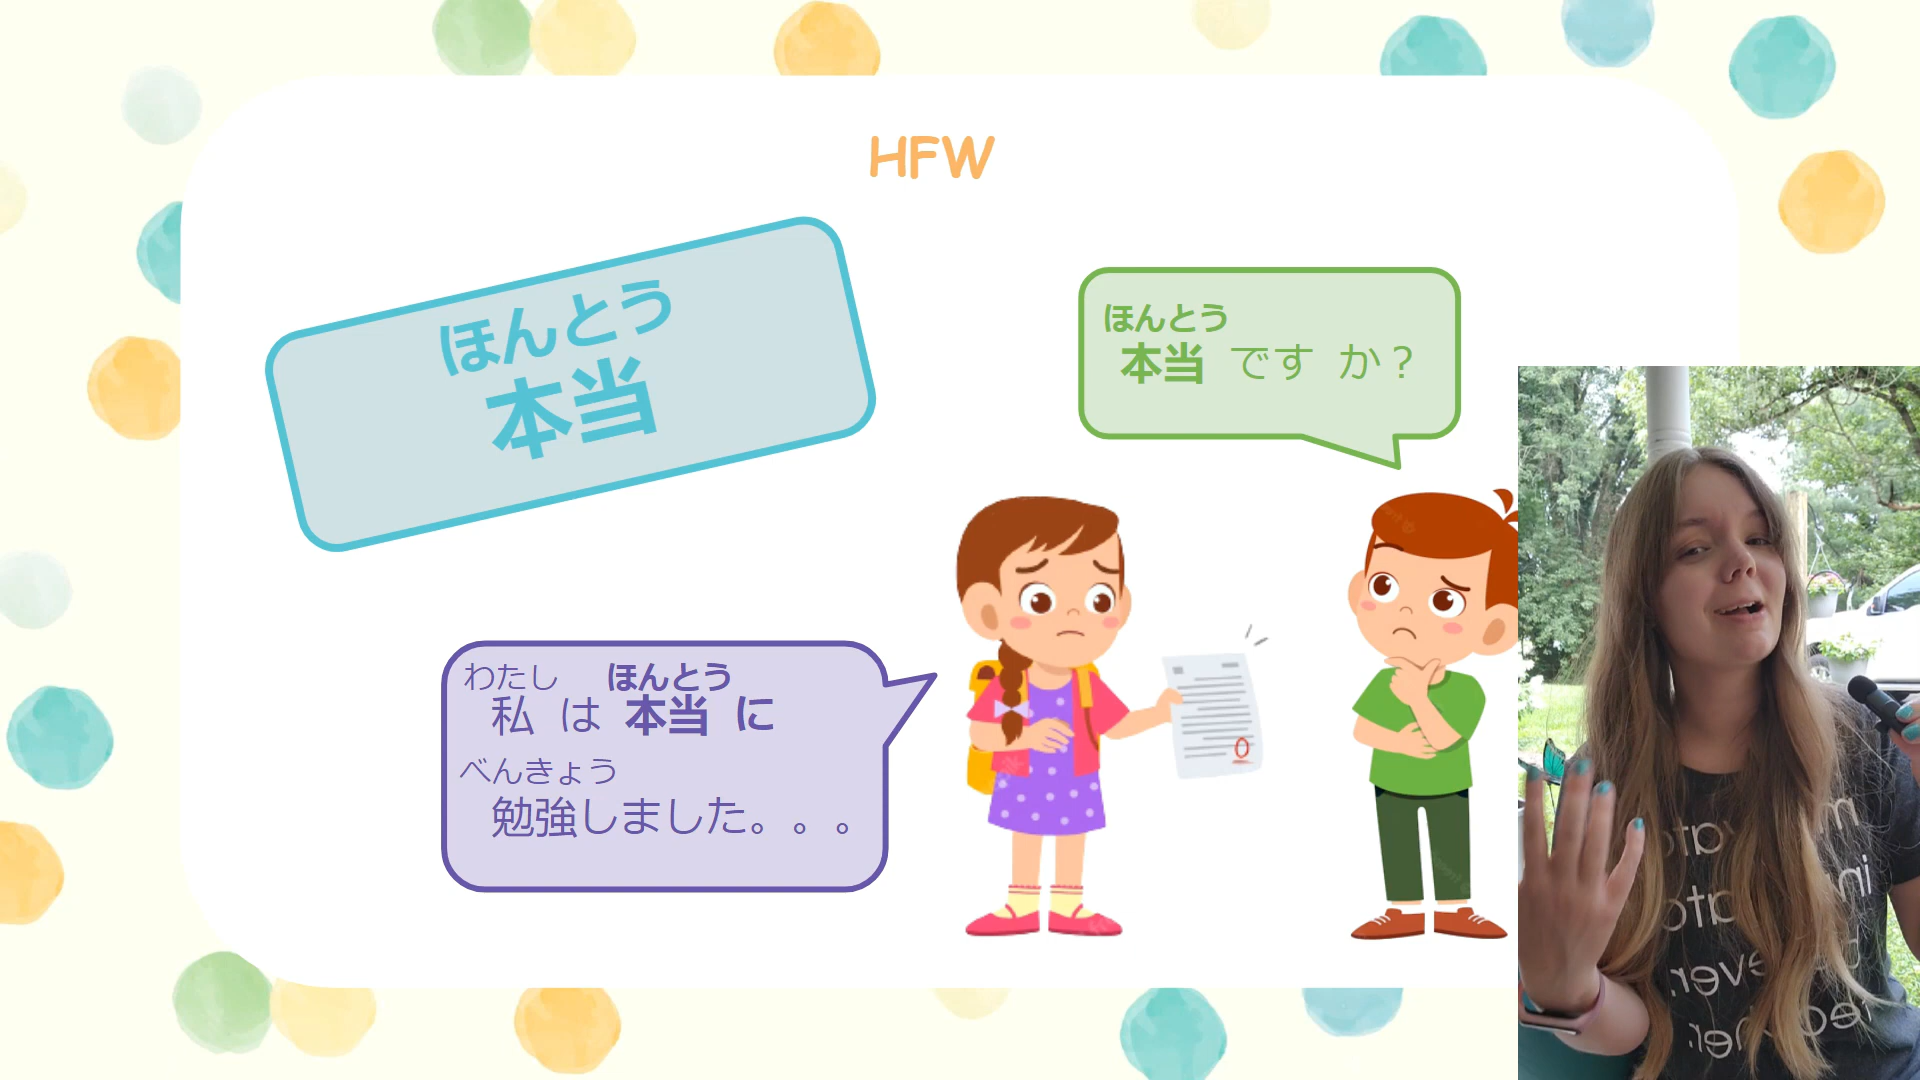 HFW
ほんとう
本当
ほんとう
本当 です か？
わたし ほんとう
私 は 本当 に
べんきょう
勉強しました。。。
0